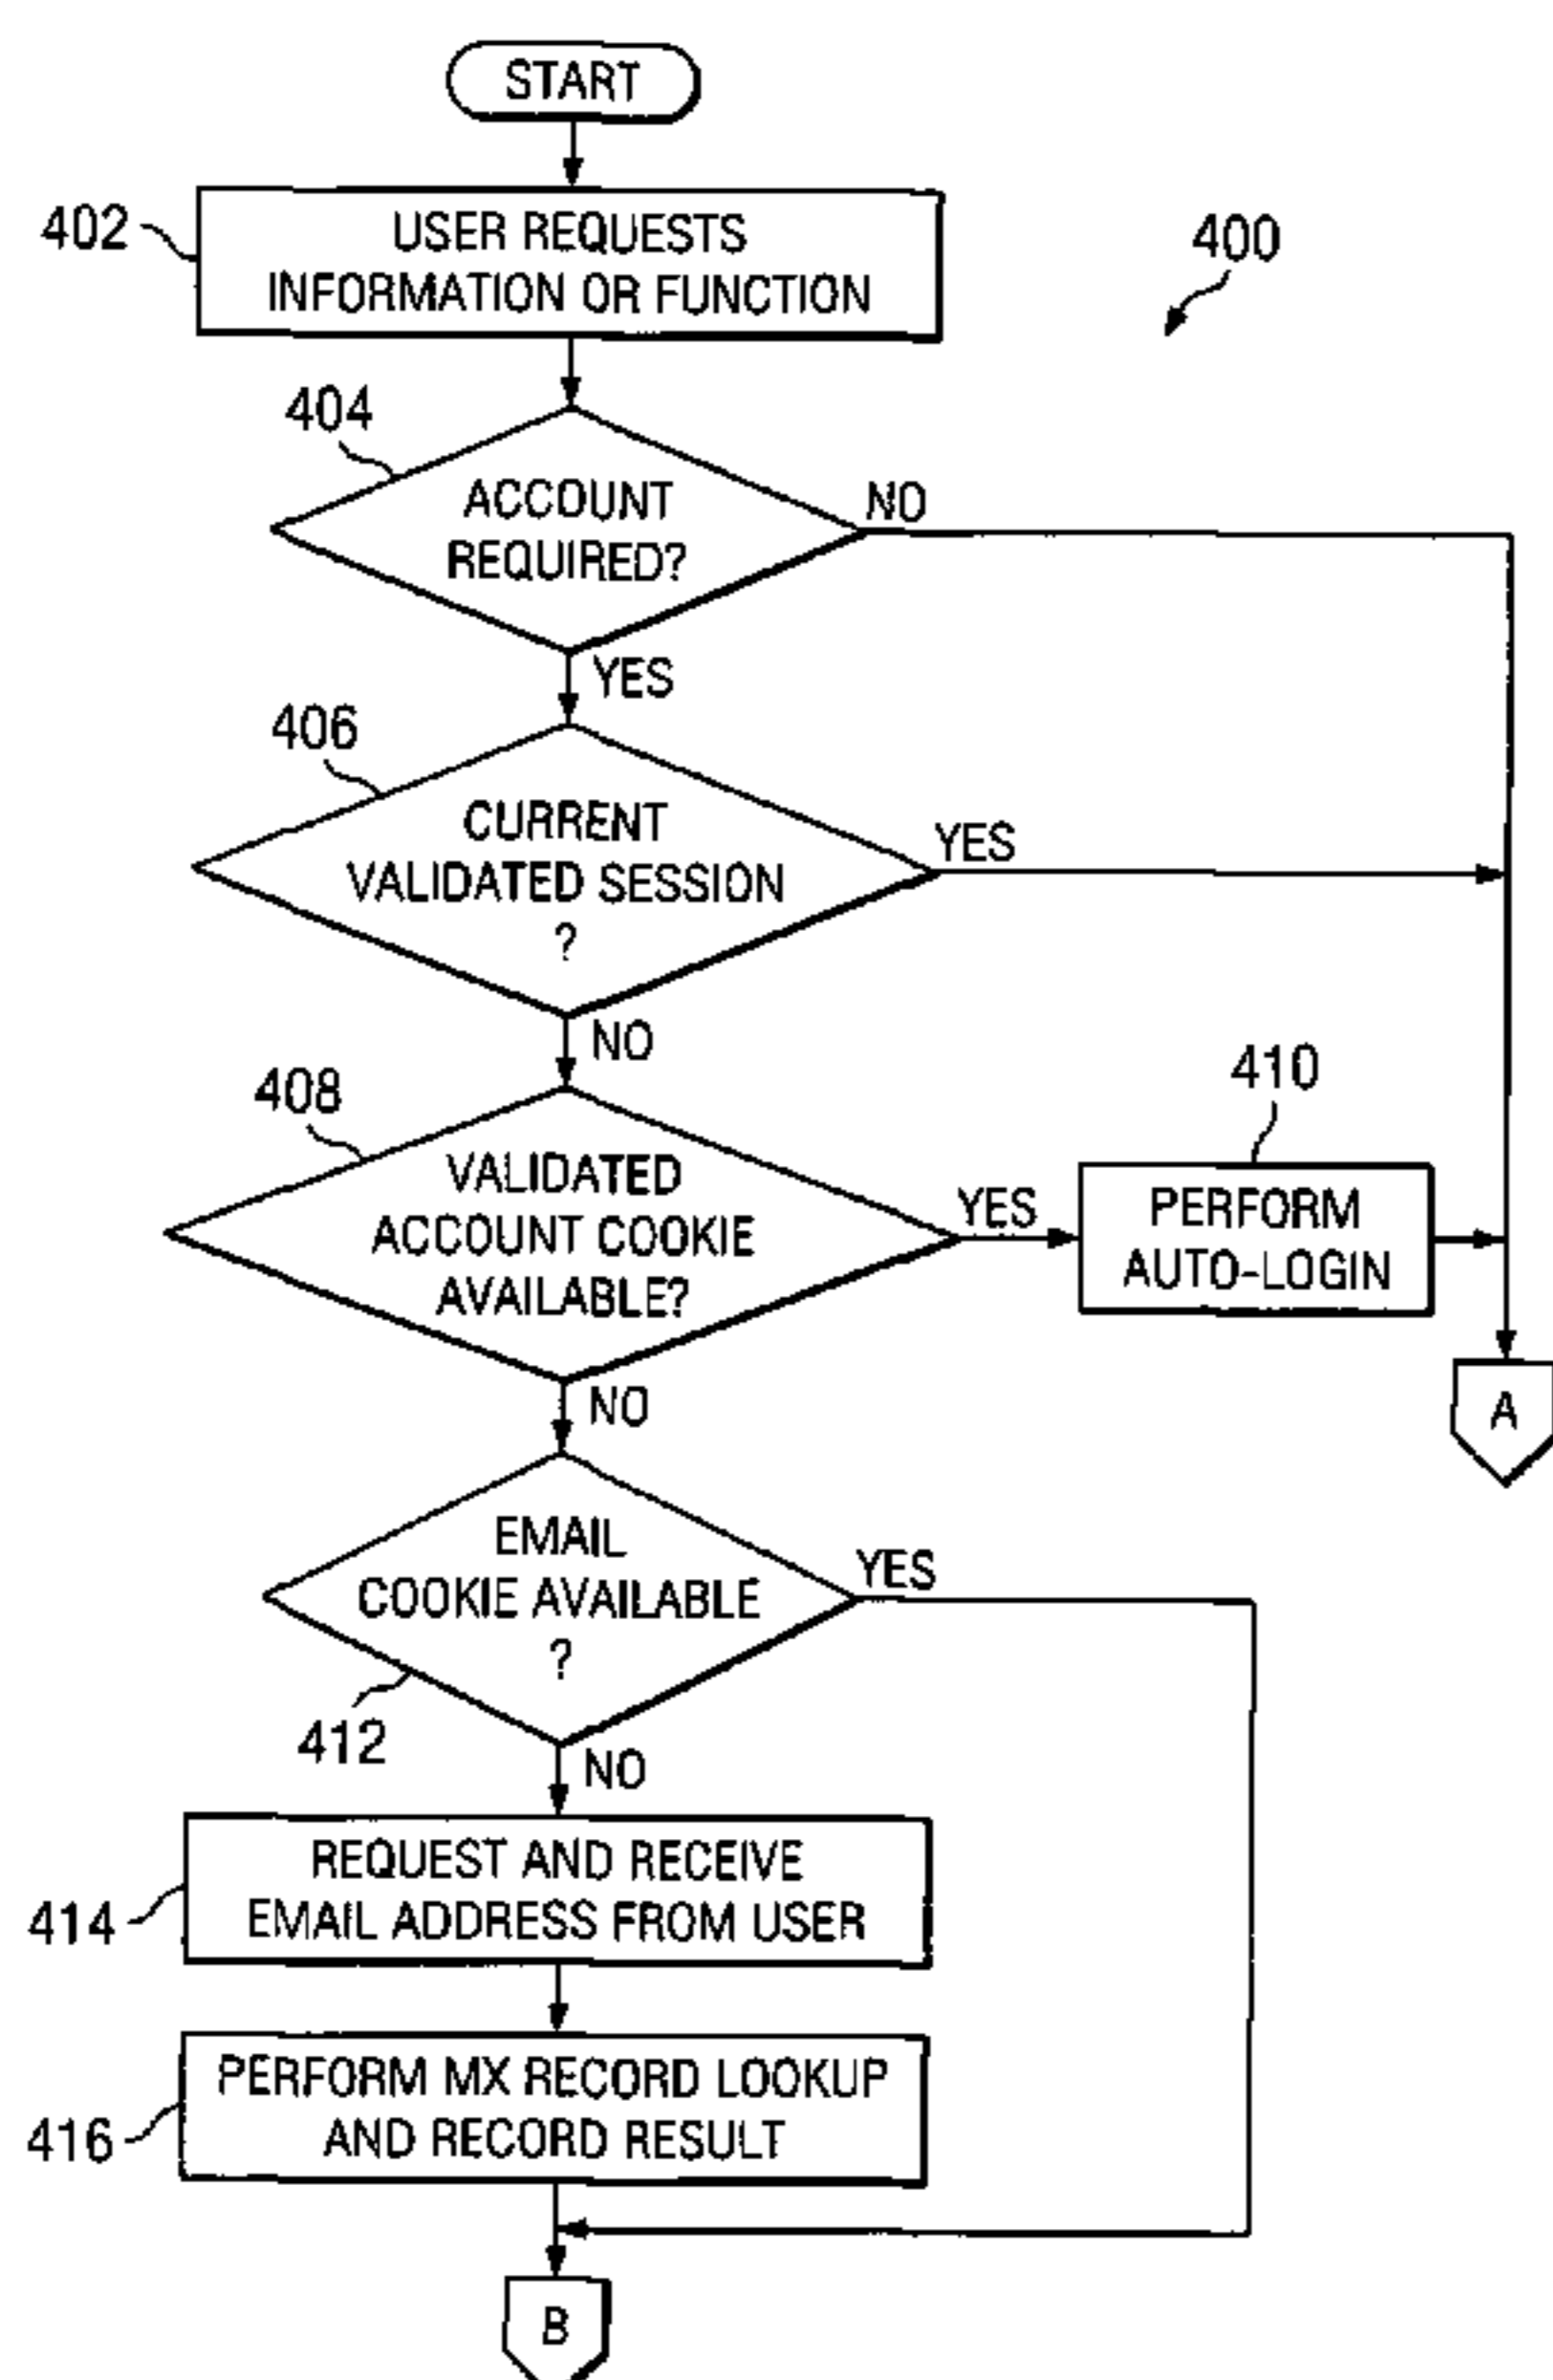 START
402
USER REQUESTS
INFORMATION OR FUNCTION
400
404
ACCOUNT
REQUIRED?
NO
YES
406
CURRENT
VALIDATED SESSION
?
YES
NO
408
VALIDATED
ACCOUNT COOKIE
AVAILABLE?
YES
410
PERFORM
AUTO-LOGIN
A
NO
EMAIL
COOKIE AVAILABLE
?
YES
412
NO
414
REQUEST AND RECEIVE
EMAIL ADDRESS FROM USER
416
PERFORM MX RECORD LOOKUP
AND RECORD RESULT
B